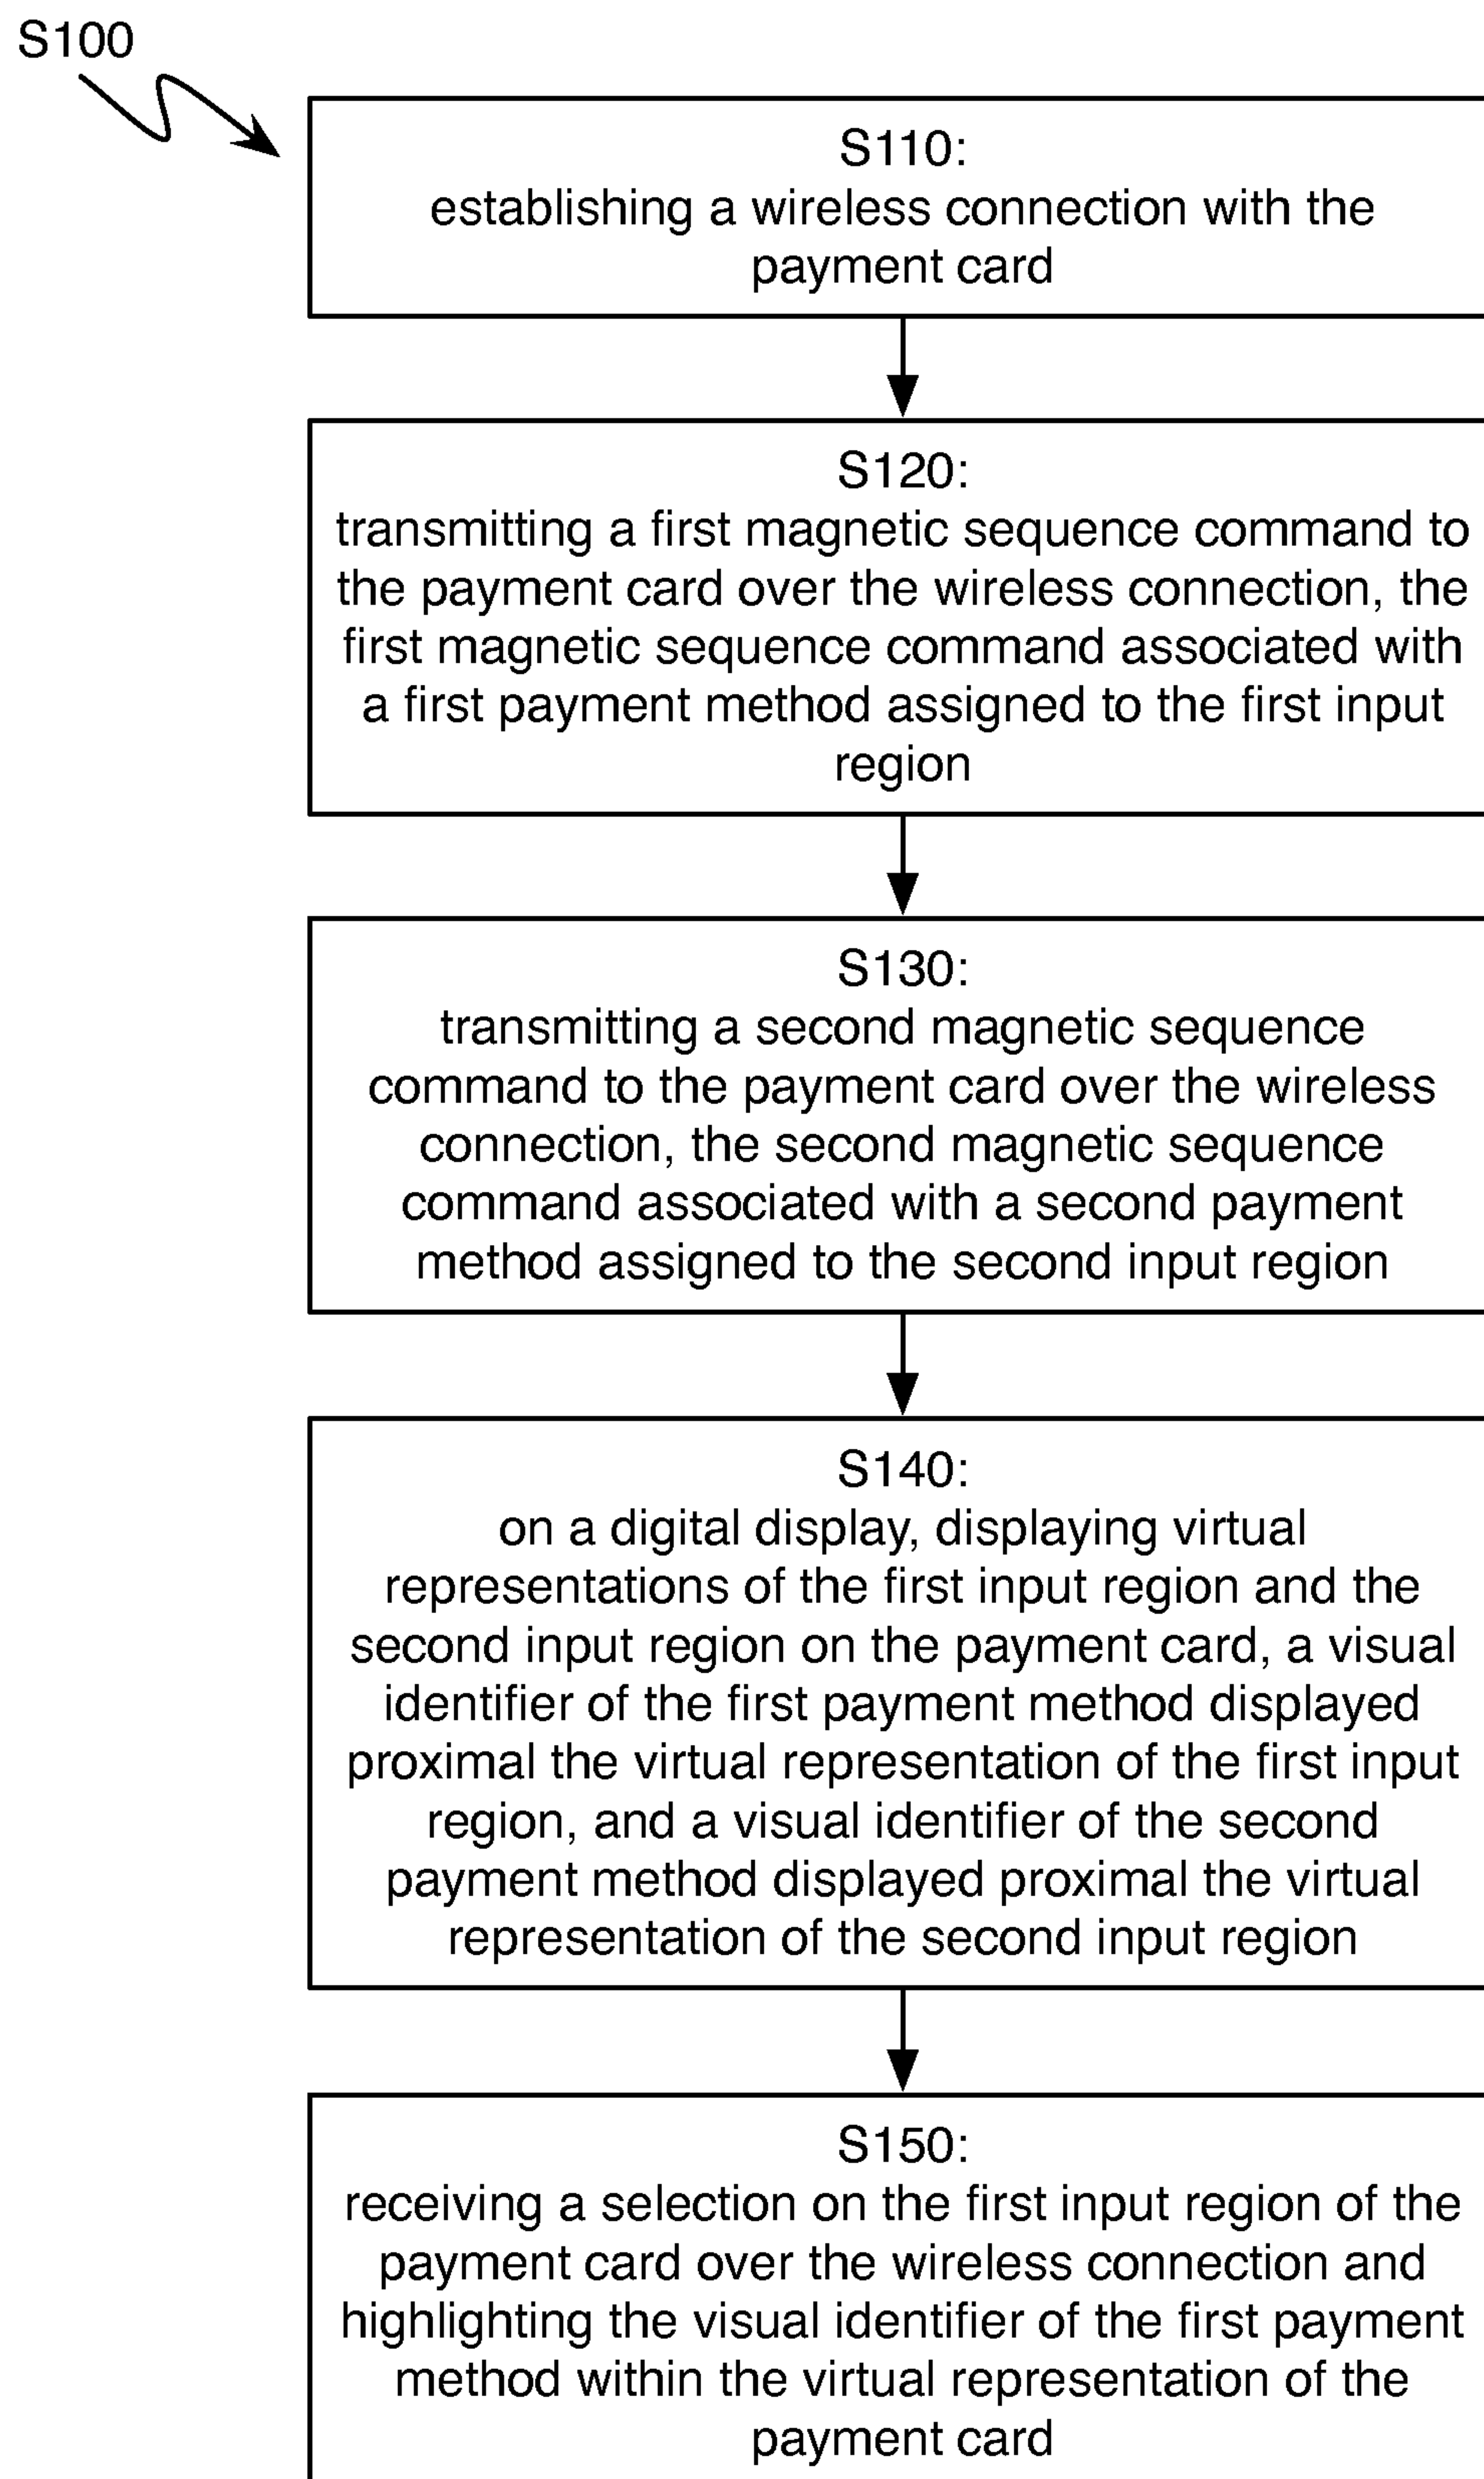 S100
S110:
establishing a wireless connection with the
payment card
S120:
transmitting a first magnetic sequence command to
the payment card over the wireless connection, the
first magnetic sequence command associated with
a first payment method assigned to the first input
region
S130:
transmitting a second magnetic sequence
command to the payment card over the wireless
connection, the second magnetic sequence
command associated with a second payment
method assigned to the second input region
S140:
on a digital display, displaying virtual
representations of the first input region and the
second input region on the payment card, a visual
identifier of the first payment method displayed
proximal the virtual representation of the first input
region, and a visual identifier of the second
payment method displayed proximal the virtual
representation of the second input region
S150:
receiving a selection on the first input region of the
payment card over the wireless connection and
highlighting the visual identifier of the first payment
method within the virtual representation of the
payment card